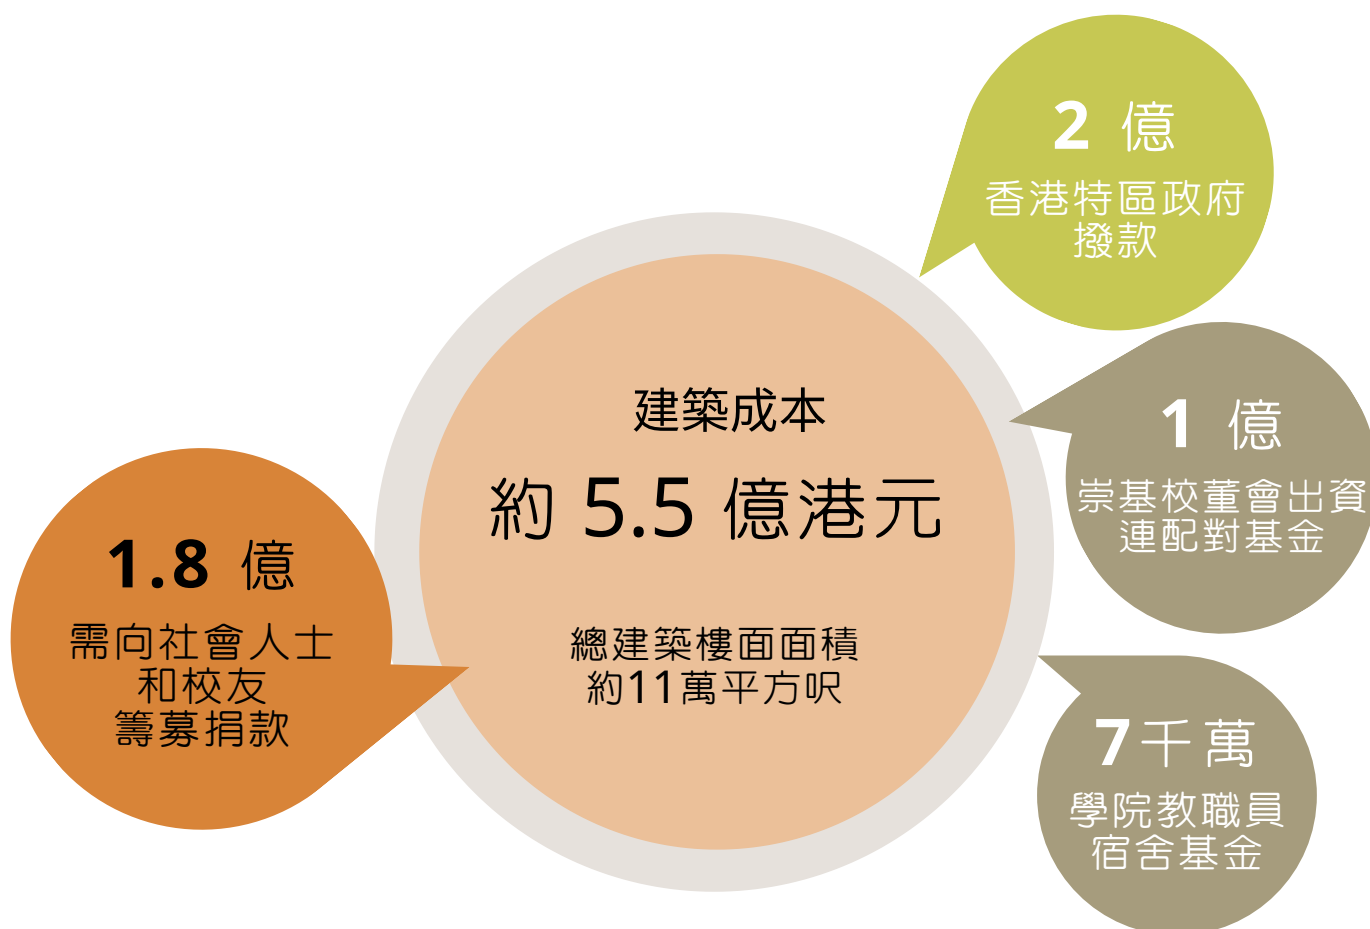 2 億
香港特區政府
撥款
1 億
崇基校董會出資
連配對基金
建築成本
約 5.5 億港元
總建築樓面面積
約11萬平方呎
1.8 億
需向社會人士
和校友
籌募捐款
7千萬
學院教職員
宿舍基金